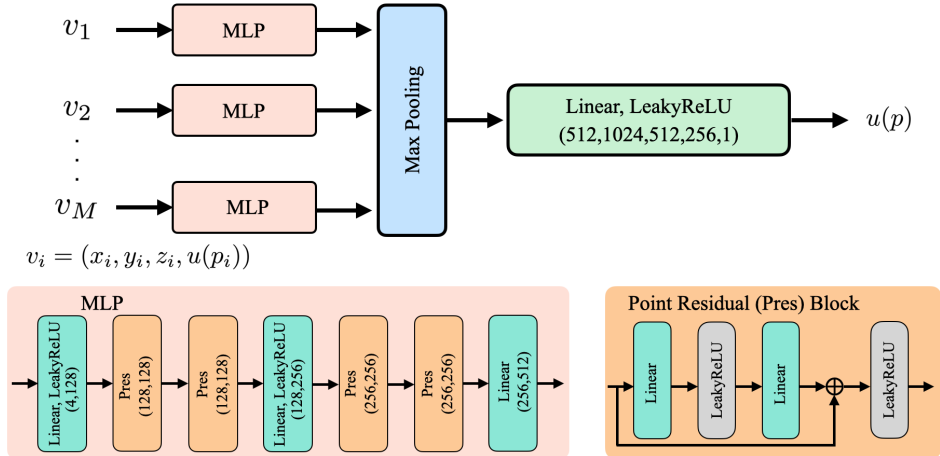 v₁
MLP
v₂
MLP
v_M
MLP
Max Pooling
Linear, LeakyReLU
(512,1024,512,256,1)
u(p)
vᵢ = (xᵢ, yᵢ, zᵢ, u(pᵢ))
MLP
Linear, LeakyReLU
(4,128)
Pres
(128,128)
Pres
(128,128)
Linear, LeakyReLU
(128,256)
Pres
(256,256)
Pres
(256,256)
Linear
(256,512)
Point Residual (Pres) Block
Linear
LeakyReLU
Linear
LeakyReLU